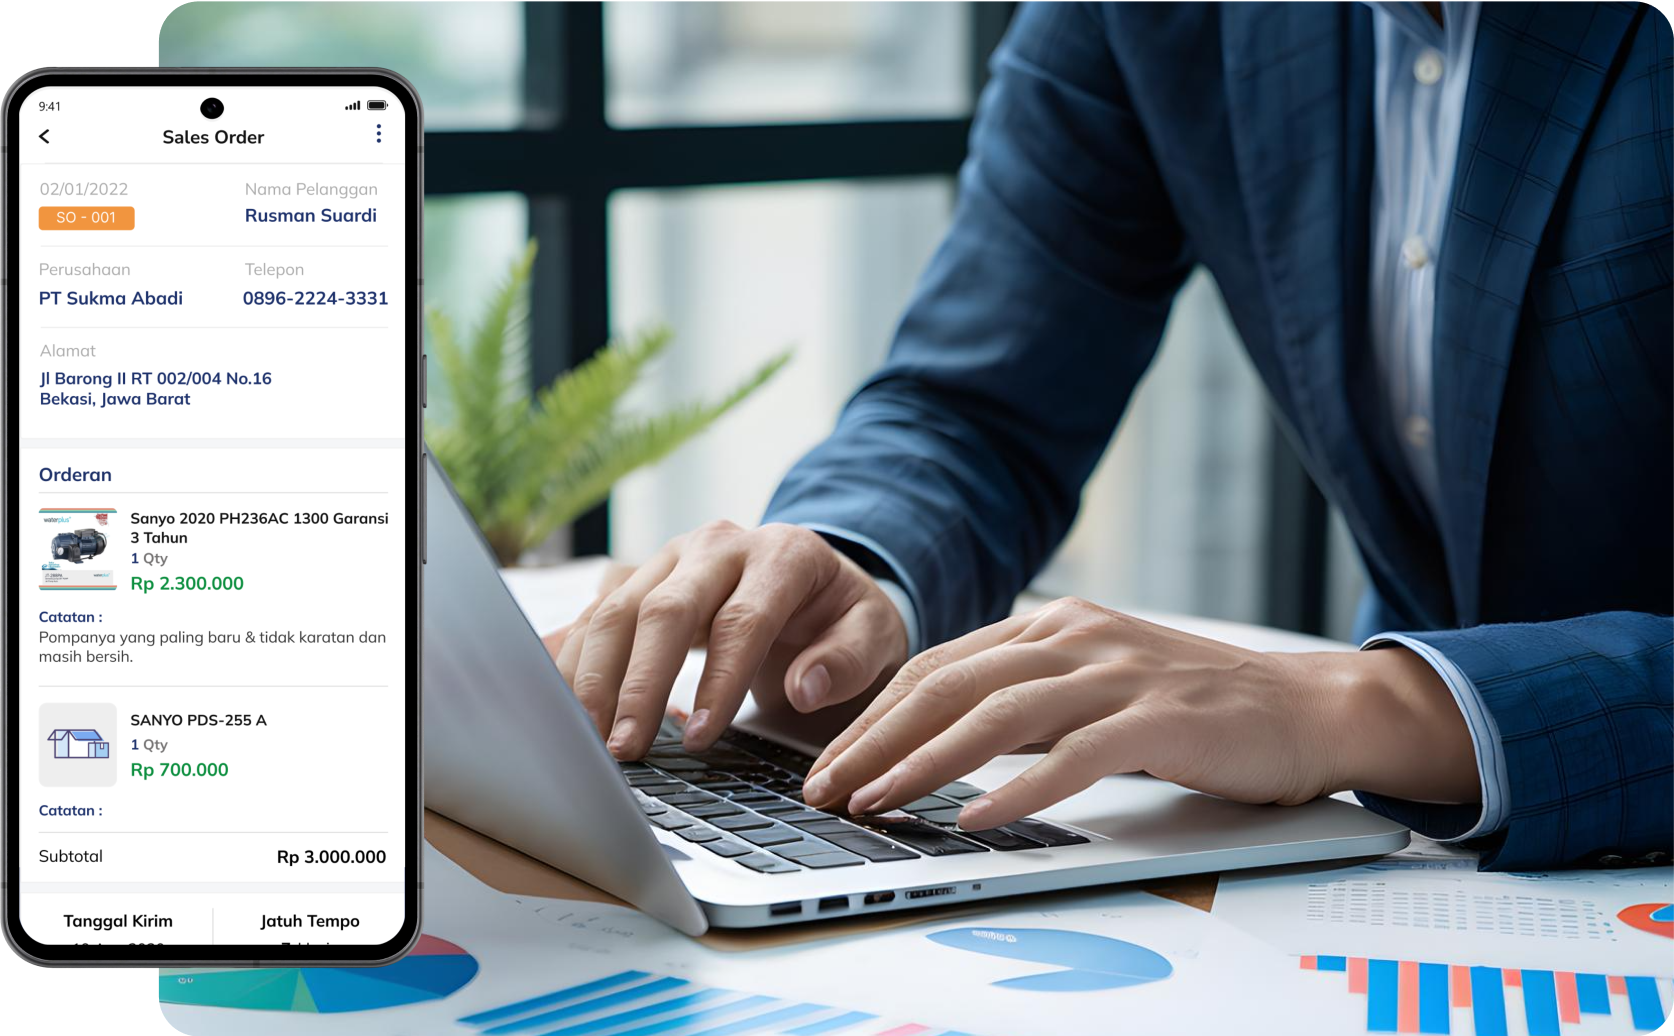 9:41
Sales Order
02/01/2022
Nama Pelanggan
SO - 001
Rusman Suardi
Perusahaan
Telepon
PT Sukma Abadi
0896-2224-3331
Alamat
Jl Barong II RT 002/004 No.16
Bekasi, Jawa Barat
Orderan
waterplus
Sanyo 2020 PH236AC 1300 Garansi
3 Tahun
1 Qty
Rp 2.300.000
Catatan :
Pompanya yang paling baru & tidak karatan dan
masih bersih.
SANYO PDS-255 A
1 Qty
Rp 700.000
Catatan :
Subtotal
Rp 3.000.000
Tanggal Kirim
Jatuh Tempo